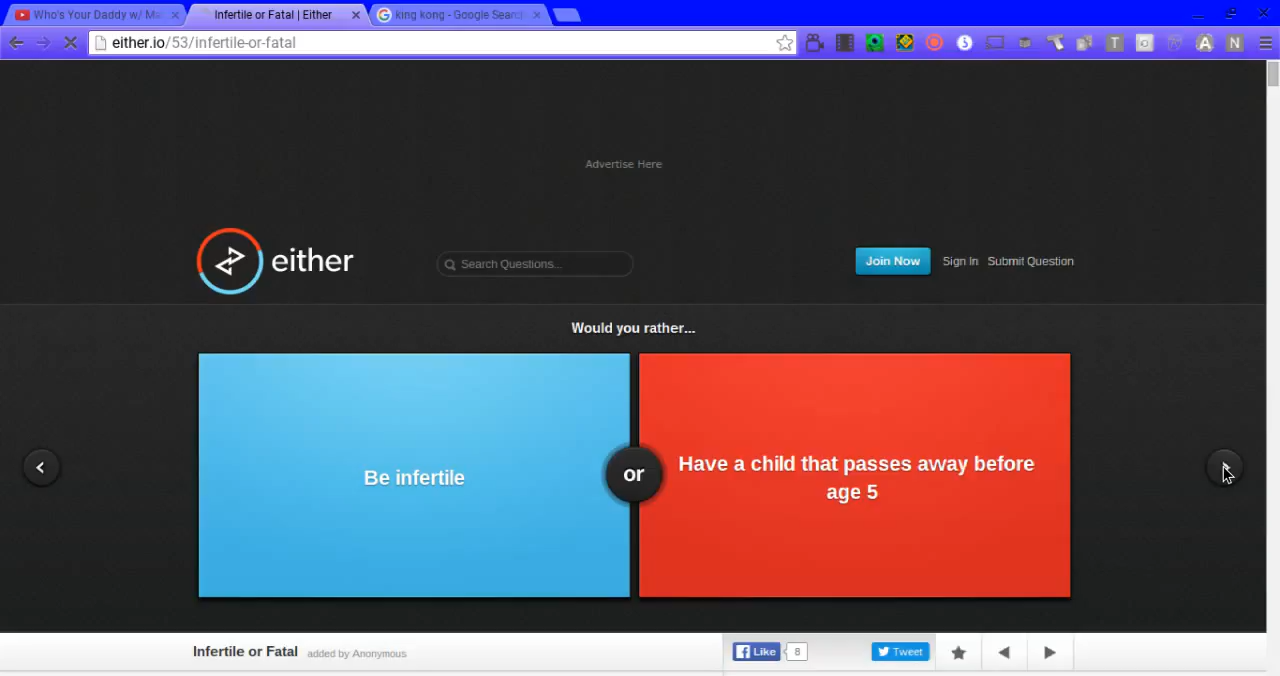 Who's Your Daddy w/ Ma
Infertile or Fatal | Either
king kong - Google Search
either.io/53/infertile-or-fatal
Advertise Here
either
Search Questions...
Join Now
Sign In
Submit Question
Would you rather...
Be infertile
or
Have a child that passes away before
age 5
Infertile or Fatal
added by Anonymous
Like
8
Tweet